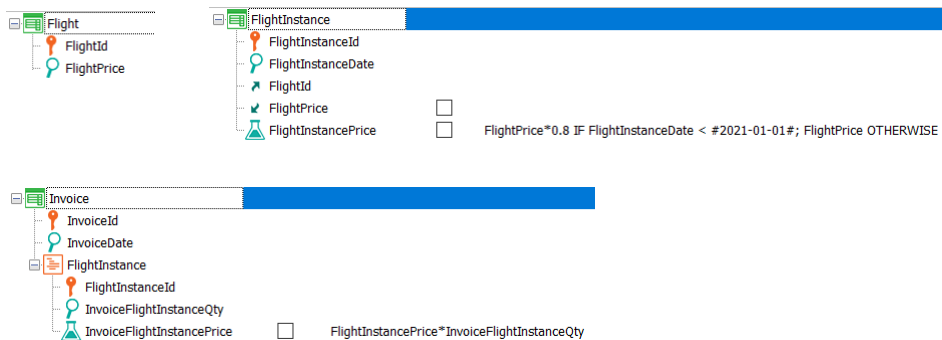 Flight
FlightId
FlightPrice
FlightInstance
FlightInstanceId
FlightInstanceDate
FlightId
FlightPrice
FlightInstancePrice FlightPrice*0.8 IF FlightInstanceDate < #2021-01-01#; FlightPrice OTHERWISE
Invoice
InvoiceId
InvoiceDate
FlightInstance
FlightInstanceId
InvoiceFlightInstanceQty
InvoiceFlightInstancePrice FlightInstancePrice*InvoiceFlightInstanceQty